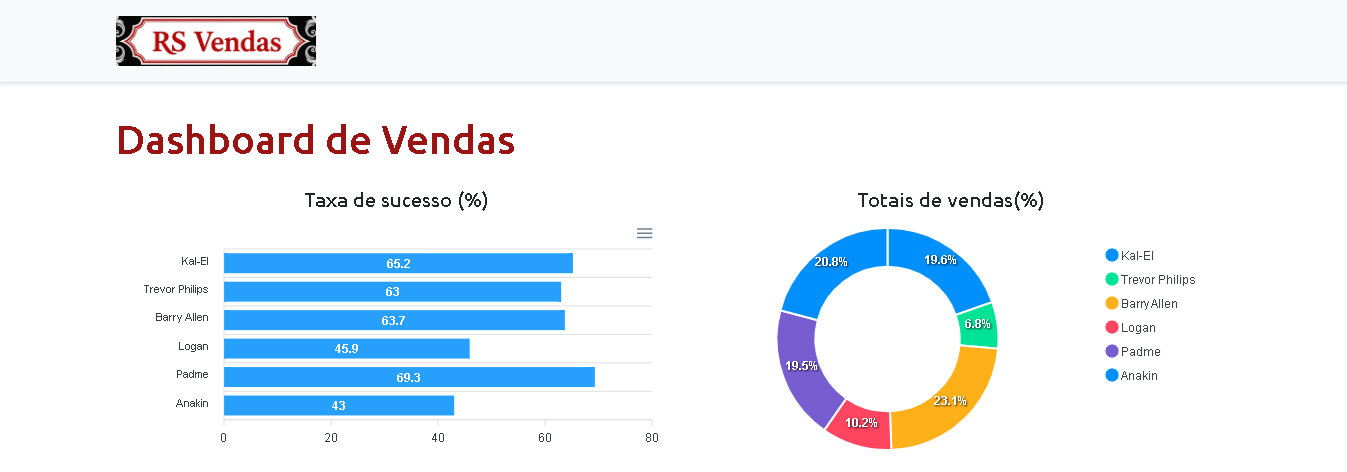 RS Vendas
Dashboard de Vendas
Taxa de sucesso (%)
Kal-El
65.2
Trevor Philips
63
Barry Allen
63.7
Logan
45.9
Padme
69.3
Anakin
43
0 20 40 60 80
Totais de vendas(%)
20.8%
19.6%
6.8%
19.5%
23.1%
10.2%
Kal-El
Trevor Philips
Barry Allen
Logan
Padme
Anakin